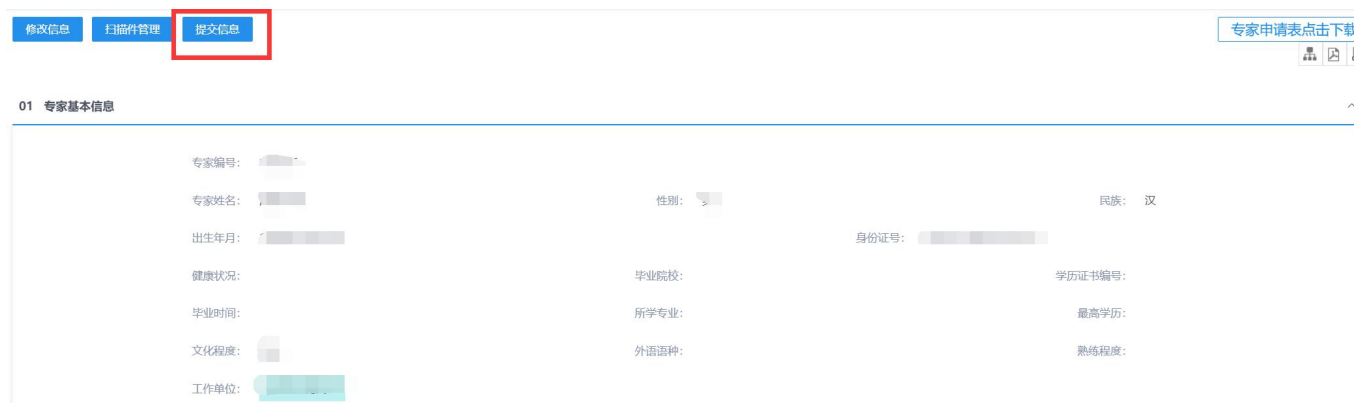 修改信息 扫描件管理 提交信息 专家申请表点击下载
01 专家基本信息
专家编号:
专家姓名: 性别: 民族: 汉
出生年月: 身份证号:
健康状况: 毕业院校: 学历证书编号:
毕业时间: 所学专业: 最高学历:
文化程度: 外语语种: 熟练程度:
工作单位: